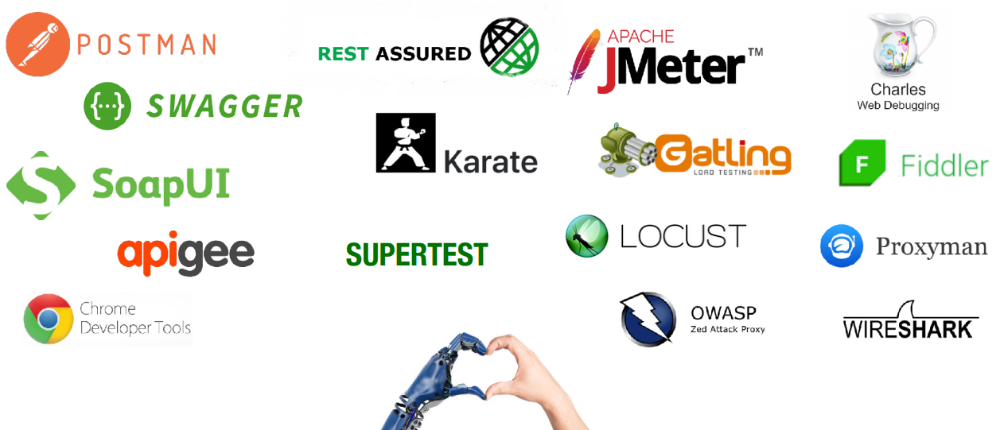 POSTMAN
SWAGGER
SoapUI
apigee
Chrome
Developer Tools
REST ASSURED
Karate
SUPERTEST
APACHE
JMeter™
Gatling
LOAD TESTING
LOCUST
OWASP
Zed Attack Proxy
Charles
Web Debugging
F Fiddler
Proxyman
WIRESHARK